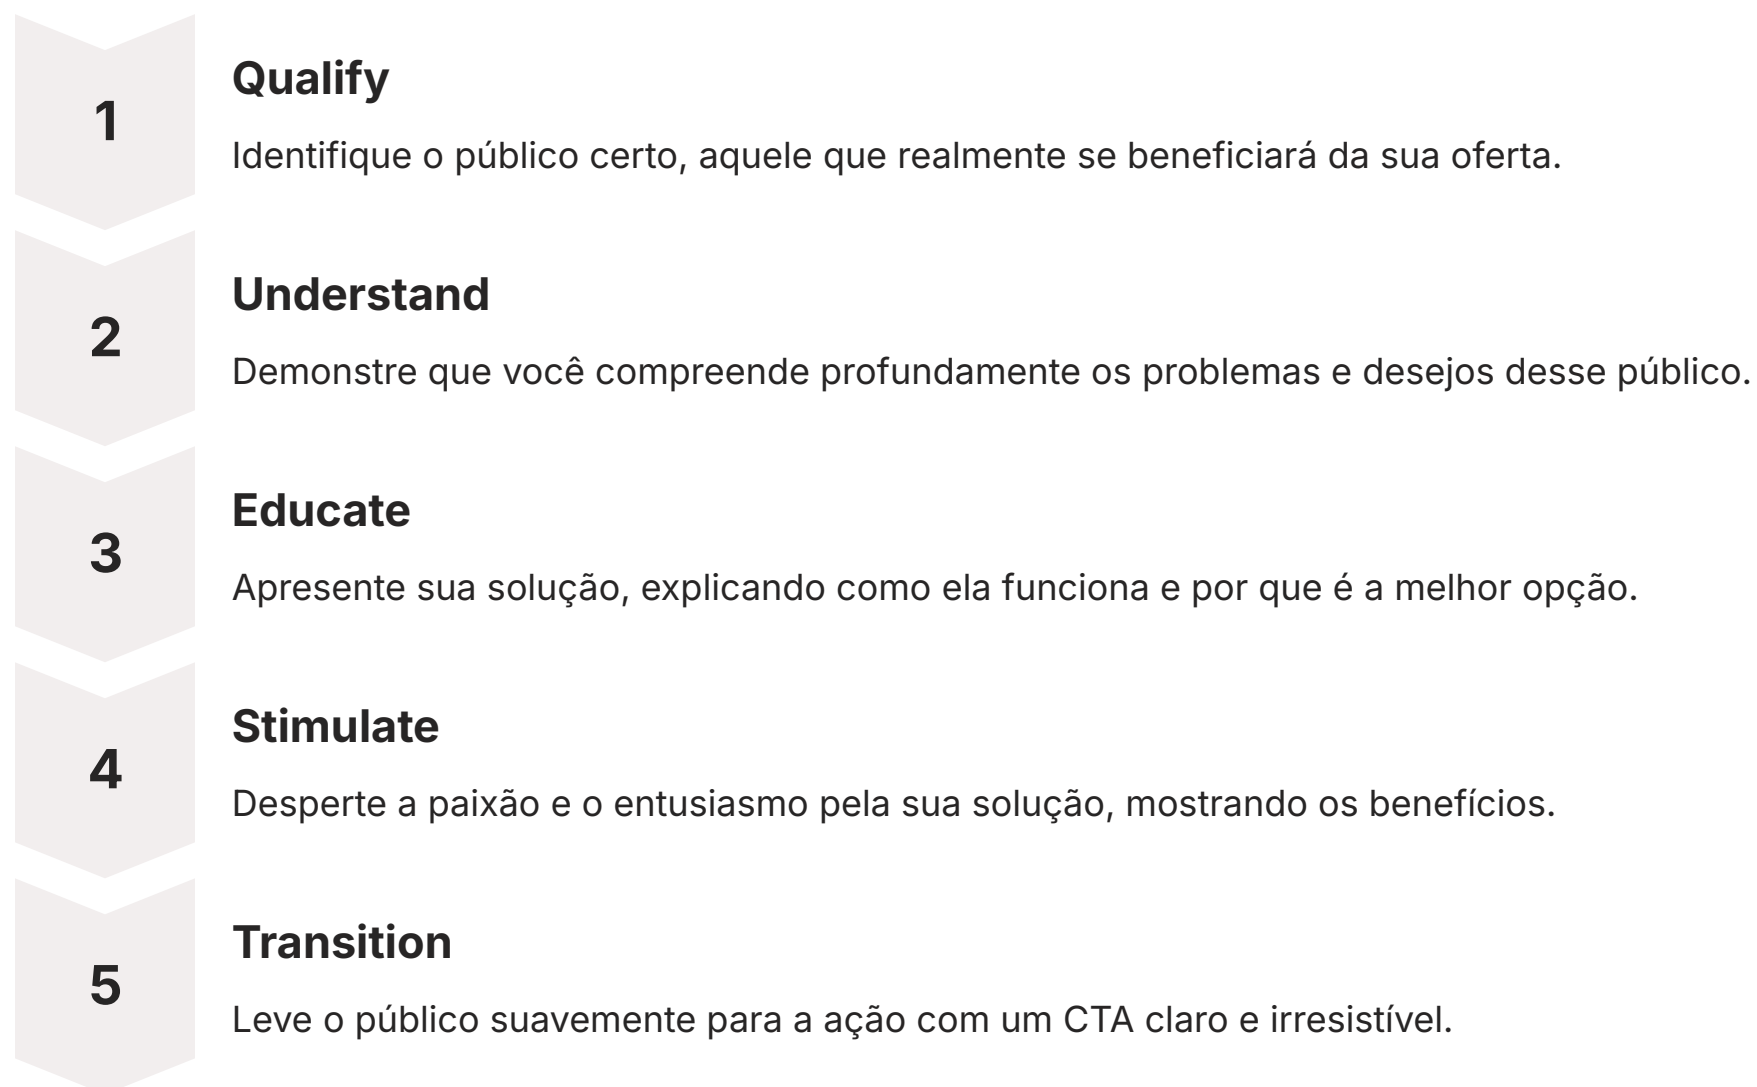 1
Qualify
Identifique o público certo, aquele que realmente se beneficiará da sua oferta.
2
Understand
Demonstre que você compreende profundamente os problemas e desejos desse público.
3
Educate
Apresente sua solução, explicando como ela funciona e por que é a melhor opção.
4
Stimulate
Desperte a paixão e o entusiasmo pela sua solução, mostrando os benefícios.
5
Transition
Leve o público suavemente para a ação com um CTA claro e irresistível.